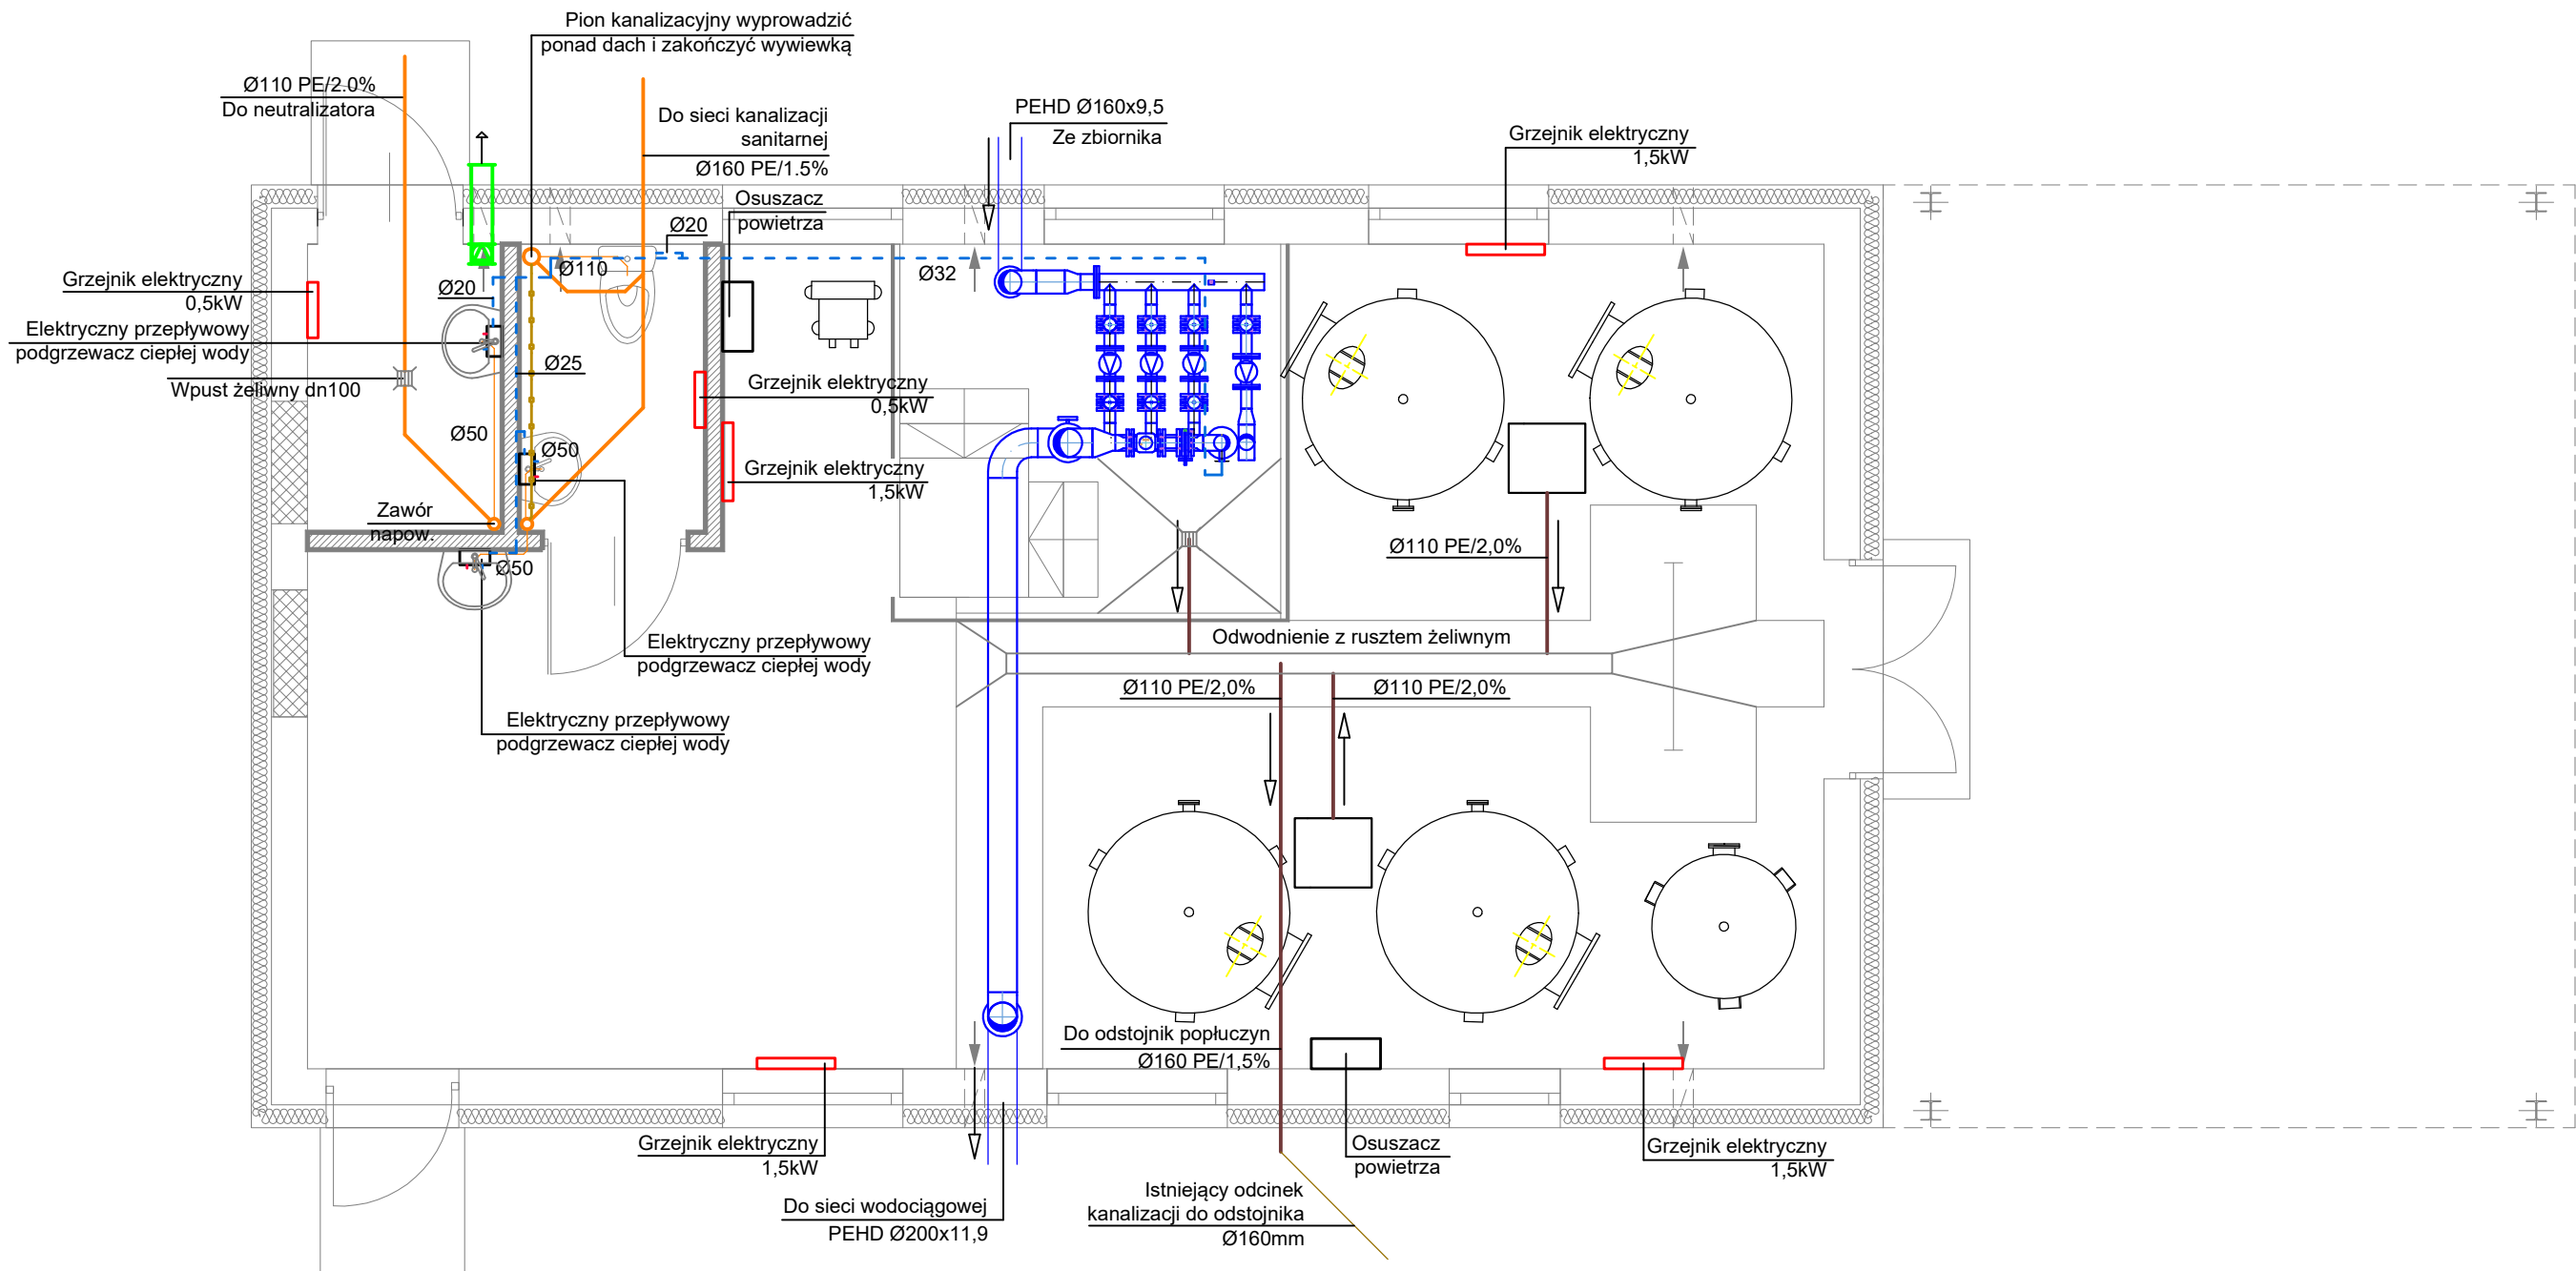 Pion kanalizacyjny wyprowadzić
ponad dach i zakończyć wywiewką
Ø110 PE/2.0%
Do neutralizatora
Do sieci kanalizacji
sanitarnej
Ø160 PE/1.5%
PEHD Ø160x9,5
Ze zbiornika
Grzejnik elektryczny
1,5kW
Osuszacz
powietrza
Ø20
Ø110
Ø32
Grzejnik elektryczny
0,5kW
Ø20
Elektryczny przepływowy
podgrzewacz ciepłej wody
Ø25
Wpust żeliwny dn100
Grzejnik elektryczny
0,5kW
Ø50
Ø50
Grzejnik elektryczny
1,5kW
Zawór
napow.
Ø50
Ø110 PE/2,0%
Elektryczny przepływowy
podgrzewacz ciepłej wody
Odwodnienie z rusztem żeliwnym
Ø110 PE/2,0%
Ø110 PE/2,0%
Elektryczny przepływowy
podgrzewacz ciepłej wody
Do odstojnik popłuczyn
Ø160 PE/1,5%
Grzejnik elektryczny
1,5kW
Osuszacz
powietrza
Grzejnik elektryczny
1,5kW
Do sieci wodociągowej
PEHD Ø200x11,9
Istniejący odcinek
kanalizacji do odstojnika
Ø160mm